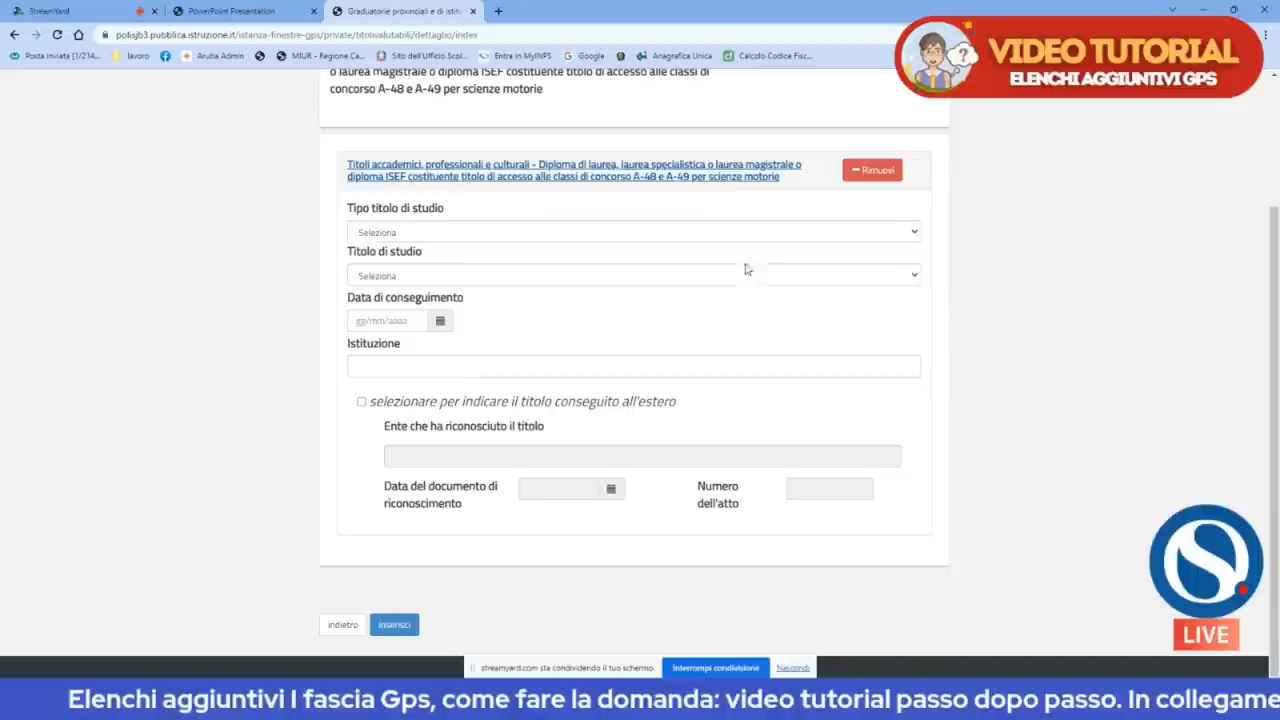 StreamYard
PowerPoint Presentation
Graduatorie provinciali e di istitu
polisjb3.pubblica.istruzione.it/istanza-finestre-gps/private/titolivalutabili/dettaglio/index
Posta inviata [1/214...
lavoro
Aruba Admin
MIUR - Regione Ca...
Sito dell'Ufficio Scol...
Entra in MyINPS
Google
Anagrafica Unica
Calcolo Codice Fisc...
VIDEO TUTORIAL
ELENCHI AGGIUNTIVI GPS
o laurea magistrale o diploma ISEF costituente titolo di accesso alle classi di
concorso A-48 e A-49 per scienze motorie
Titoli accademici, professionali e culturali - Diploma di laurea, laurea specialistica o laurea magistrale o
diploma ISEF costituente titolo di accesso alle classi di concorso A-48 e A-49 per scienze motorie
Rimuovi
Tipo titolo di studio
Seleziona
Titolo di studio
Seleziona
Data di conseguimento
gg/mm/aaaa
Istituzione
selezionare per indicare il titolo conseguito all'estero
Ente che ha riconosciuto il titolo
Data del documento di
riconoscimento
Numero
dell'atto
indietro
Inserisci
LIVE
streamyard.com sta condividendo il tuo schermo.
Interrompi condivisione
Nascondi
Elenchi aggiuntivi I fascia Gps, come fare la domanda: video tutorial passo dopo passo. In collegame